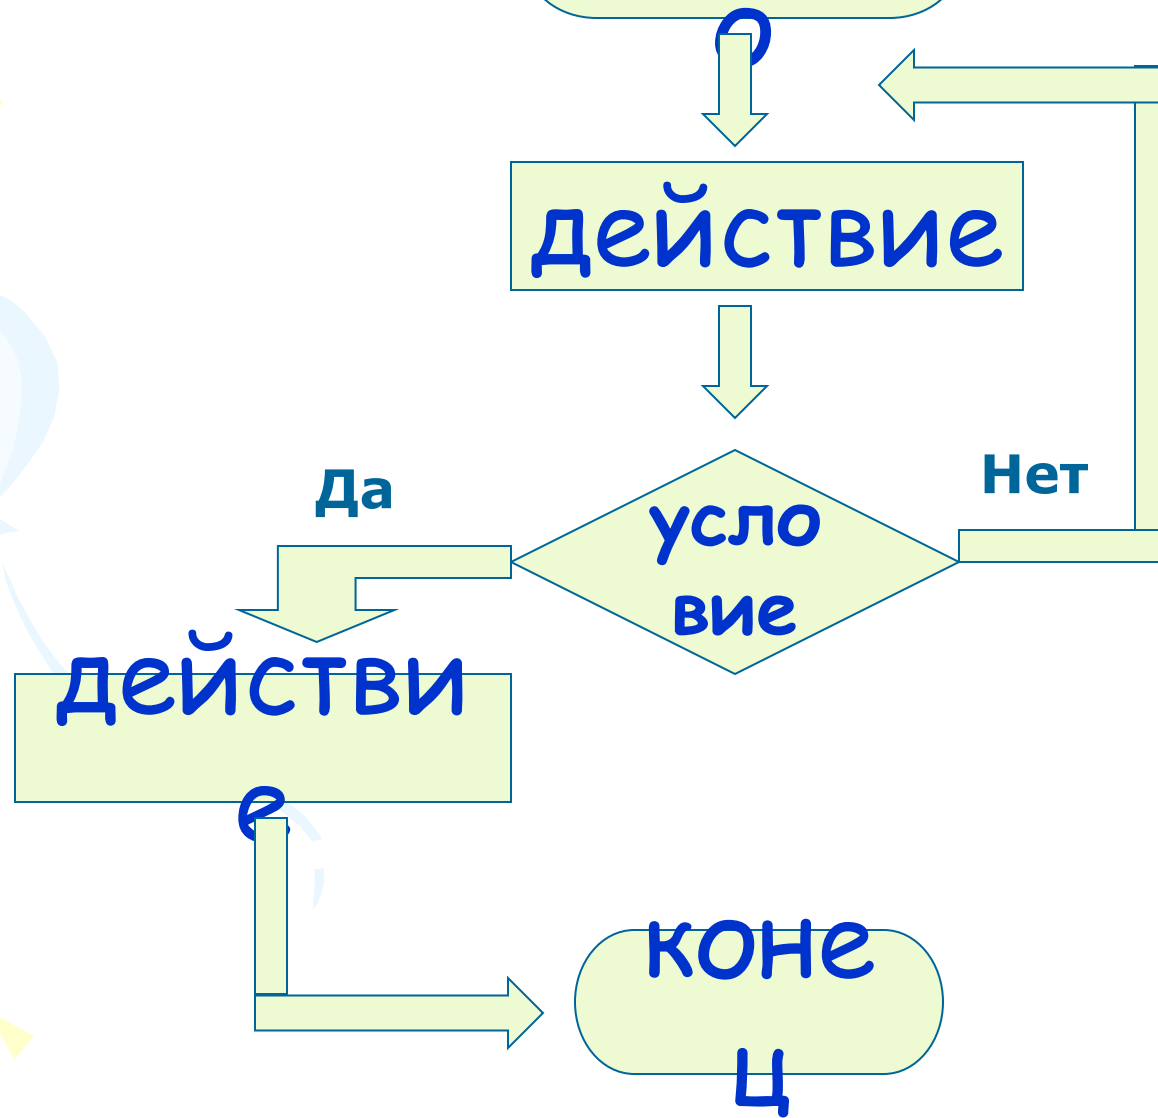 о
действие
Да
Нет
усло
вие
действи
е
коне
ц